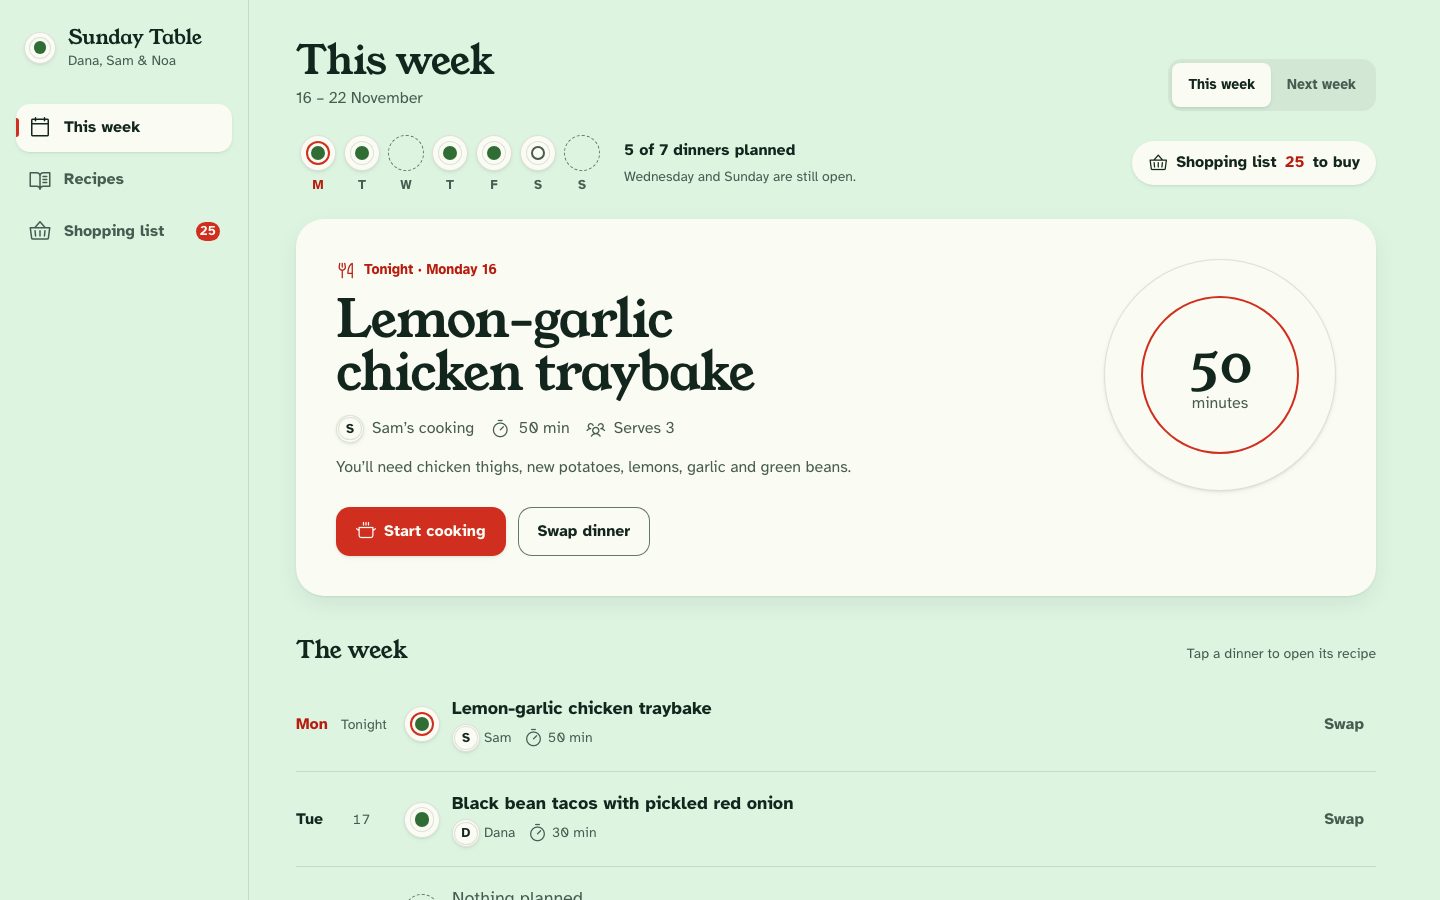 Sunday Table
Dana, Sam & Noa
This week
Recipes
Shopping list 25
This week
16 – 22 November
This week Next week
M T W T F S S
5 of 7 dinners planned
Wednesday and Sunday are still open.
Shopping list 25 to buy
Tonight · Monday 16
Lemon-garlic
chicken traybake
S Sam’s cooking 50 min Serves 3
You’ll need chicken thighs, new potatoes, lemons, garlic and green beans.
Start cooking Swap dinner
50
minutes
The week
Tap a dinner to open its recipe
Mon Tonight
Lemon-garlic chicken traybake
S Sam 50 min
Swap
Tue 17
Black bean tacos with pickled red onion
D Dana 30 min
Swap
Nothing planned